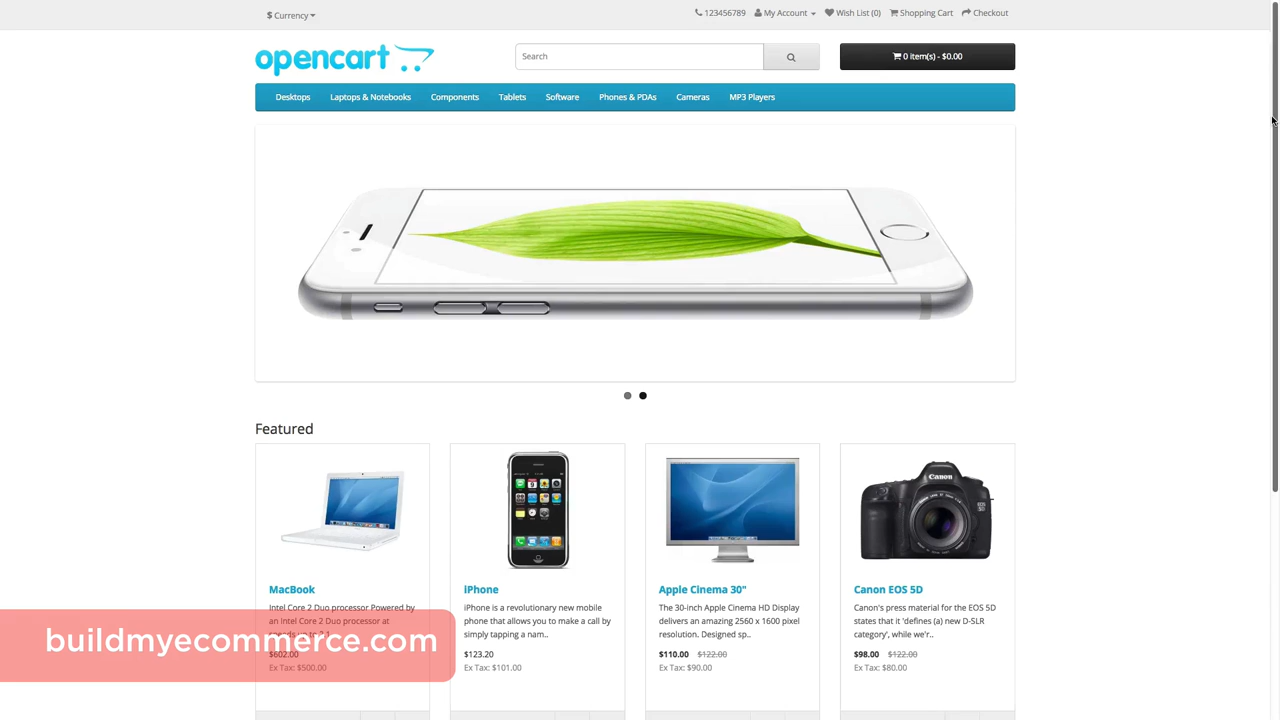 $ Currency
123456789 My Account Wish List (0) Shopping Cart Checkout
opencart
Search
0 item(s) - $0.00
Desktops Laptops & Notebooks Components Tablets Software Phones & PDAs Cameras MP3 Players
Featured
Canon
MacBook
Intel Core 2 Duo processor Powered by
an Intel Core 2 Duo processor at
speeds up to 2.1
$602.00
Ex Tax: $500.00
iPhone
iPhone is a revolutionary new mobile
phone that allows you to make a call by
simply tapping a nam..
$123.20
Ex Tax: $101.00
Apple Cinema 30"
The 30-inch Apple Cinema HD Display
delivers an amazing 2560 x 1600 pixel
resolution. Designed sp..
$110.00 $122.00
Ex Tax: $90.00
Canon EOS 5D
Canon's press material for the EOS 5D
states that it 'defines (a) new D-SLR
category', while we'r..
$98.00 $122.00
Ex Tax: $80.00
buildmyecommerce.com